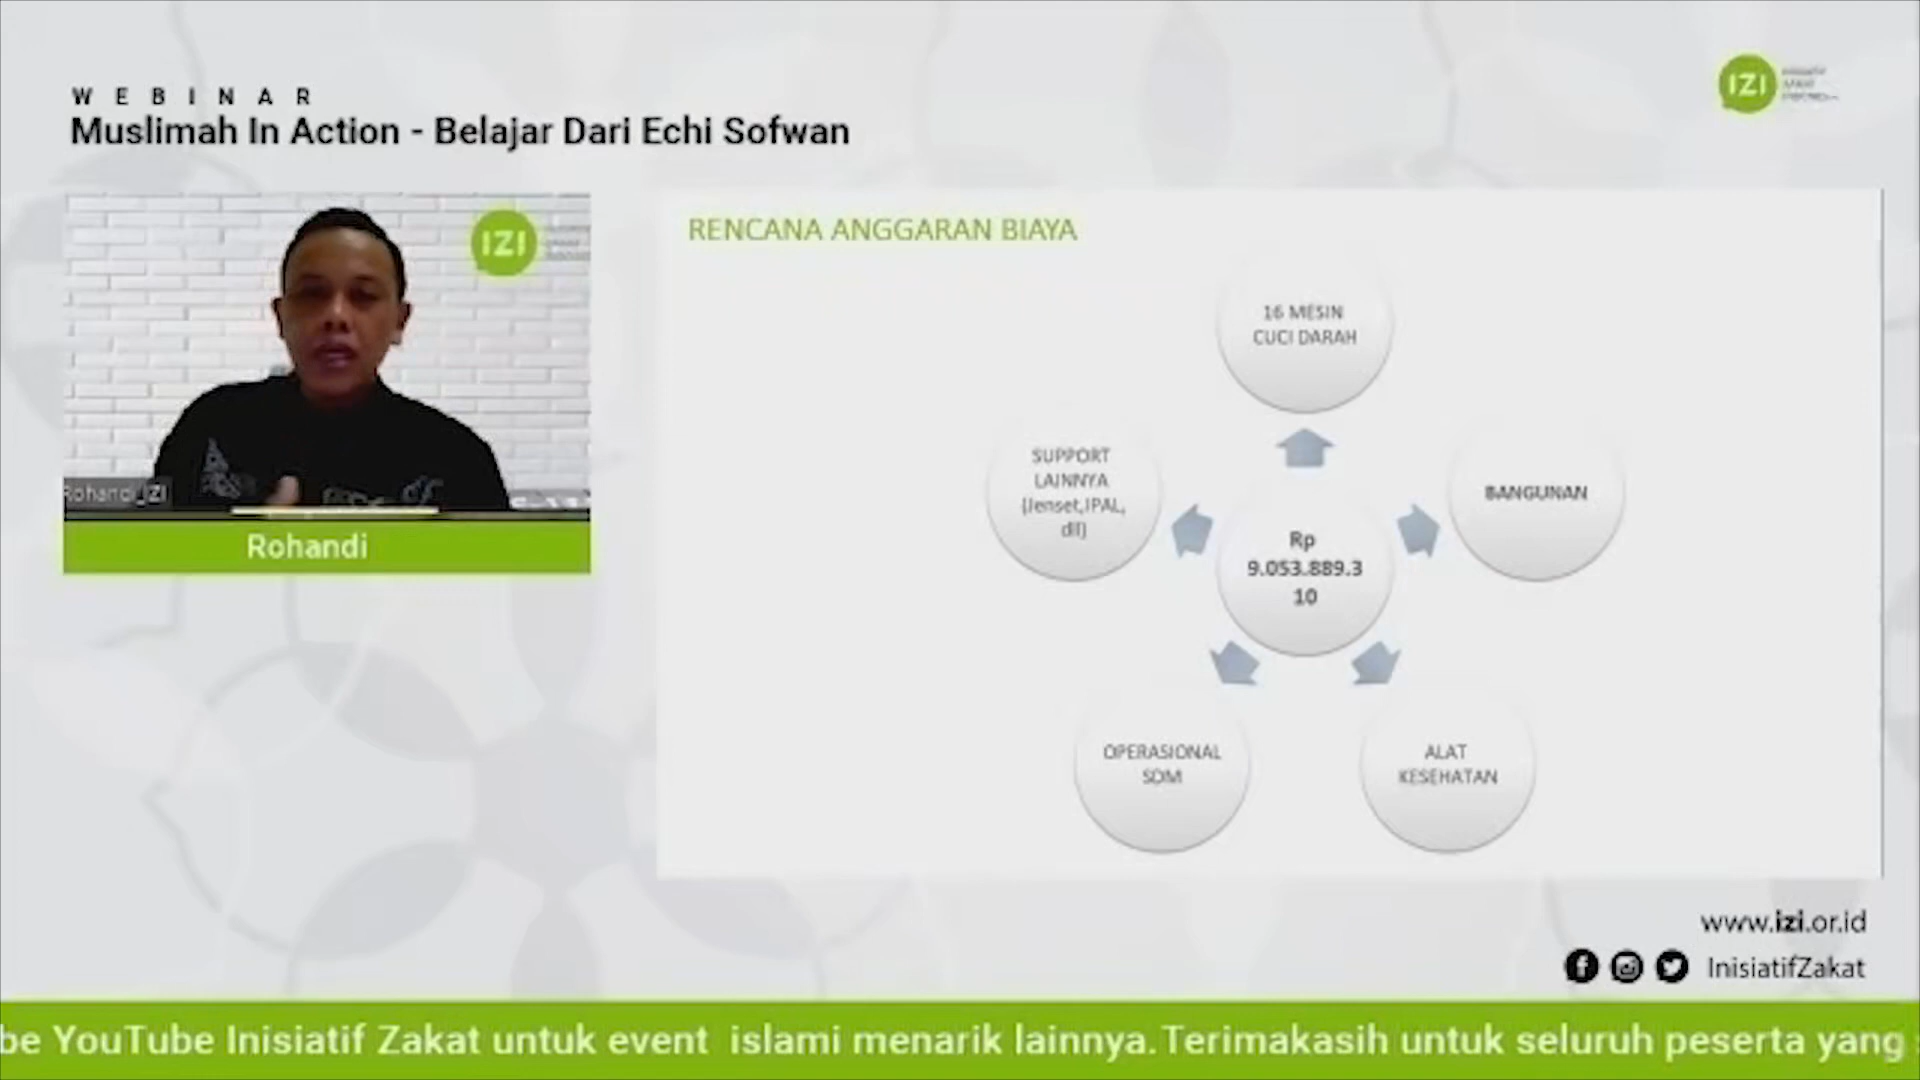 WEBINAR
Muslimah In Action - Belajar Dari Echi Sofwan
IZI
IZI
Rohandi_IZI
Rohandi
RENCANA ANGGARAN BIAYA
16 MESIN
CUCI DARAH
SUPPORT
LAINNYA
(Jenset,IPAL,
dll)
BANGUNAN
Rp
9.053.889.3
10
OPERASIONAL
SDM
ALAT
KESEHATAN
www.izi.or.id
InisiatifZakat
be YouTube Inisiatif Zakat untuk event islami menarik lainnya. Terimakasih untuk seluruh peserta yang